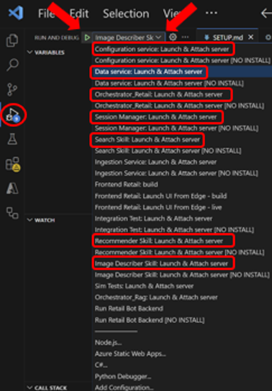 File Edit Selection View
RUN AND DEBUG Image Describer Sk SETUP.md
VARIABLES
Configuration service: Launch & Attach server
Configuration service: Launch & Attach server [NO INSTALL]
Data service: Launch & Attach server
Data service: Launch & Attach server [NO INSTALL]
Orchestrator_Retail: Launch & Attach server
Orchestrator_Retail: Launch & Attach server [NO INSTALL]
Session Manager: Launch & Attach server
Session Manager: Launch & Attach server [NO INSTALL]
Search Skill: Launch & Attach server
Search Skill: Launch & Attach server [NO INSTALL]
Ingestion Service: Launch & Attach server
Ingestion Service: Launch & Attach server [NO INSTALL]
Frontend Retail: build
Frontend Retail: Launch UI From Edge - build
Frontend Retail: Launch UI From Edge
WATCH
Integration Test: Launch & Attach server
Integration Test: Launch & Attach server [NO INSTALL]
Recommender Skill: Launch & Attach server
Recommender Skill: Launch & Attach server [NO INSTALL]
Image Describer Skill: Launch & Attach server
Image Describer Skill: Launch & Attach server [NO INSTALL]
Sim Tests: Launch & Attach server
Orchestrator_Rag: Launch & Attach server
Run Retail Bot Backend
Run Retail Bot Backend [NO INSTALL]
Node.js...
Azure Static Web Apps...
C#...
Python Debugger...
CALL STACK Add Configuration...